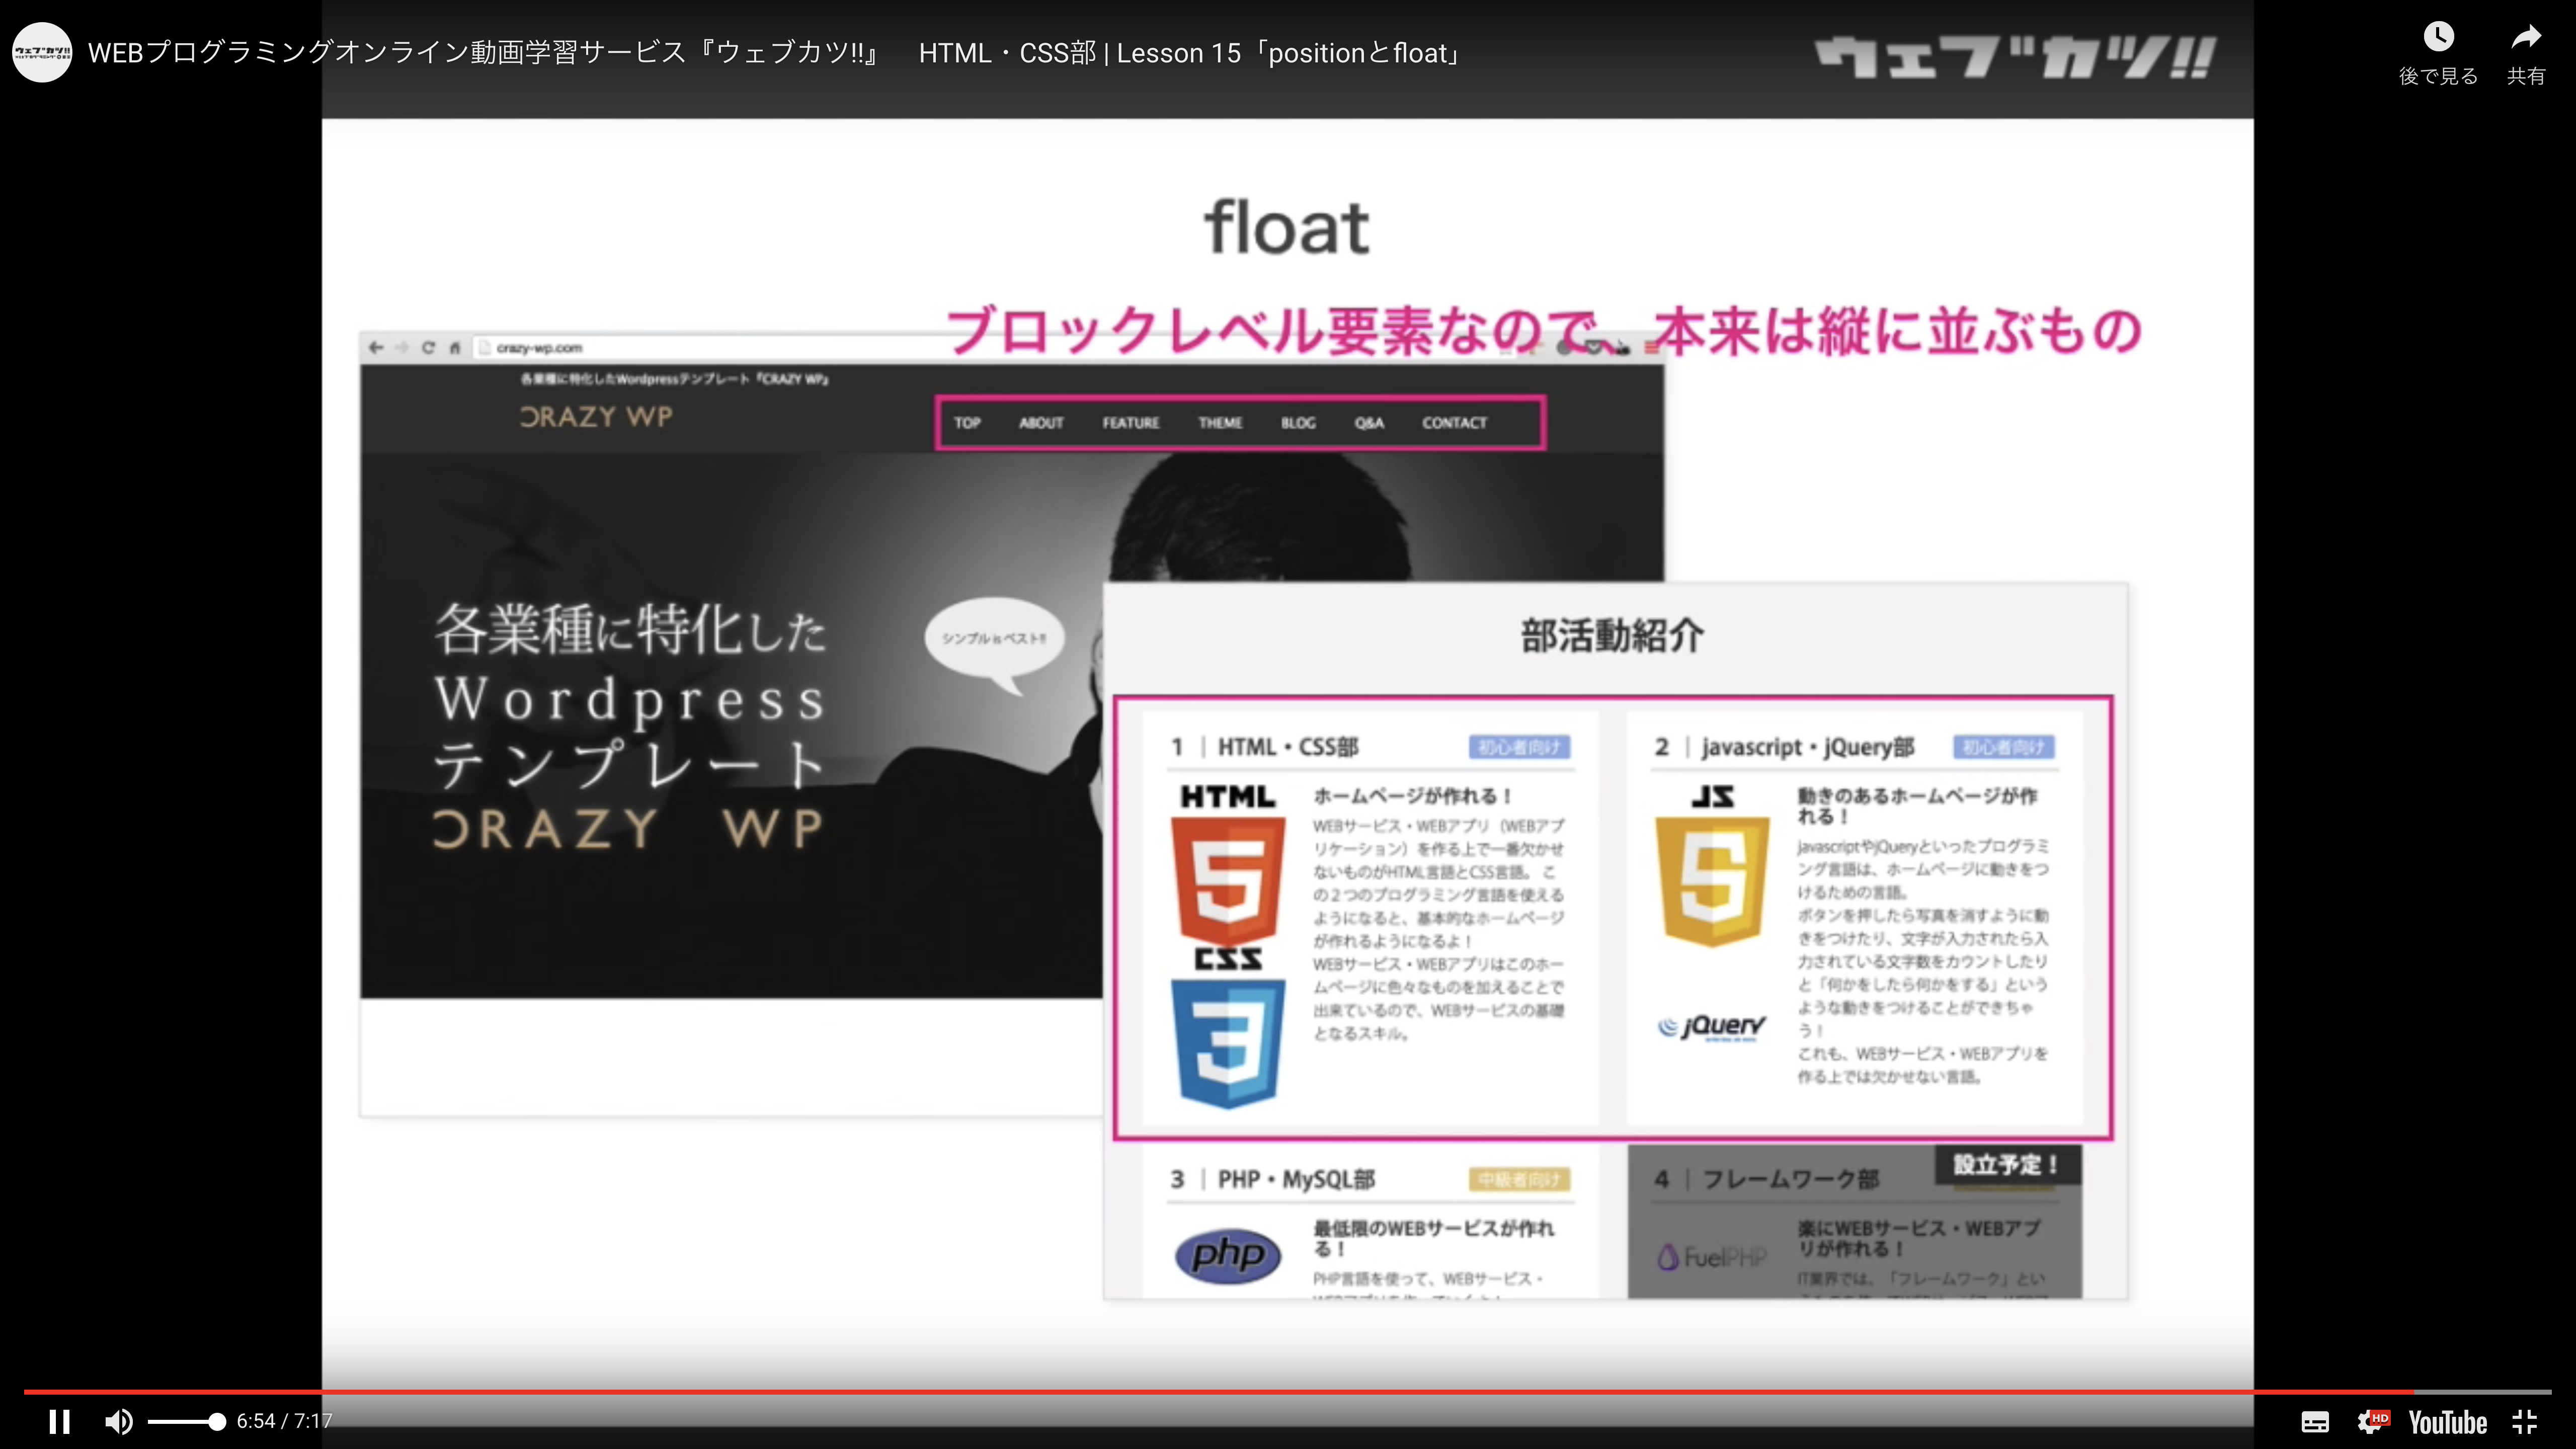 WEBプログラミングオンライン動画学習サービス『ウェブカツ!!』　HTML・CSS部 | Lesson 15「positionとfloat」
ウェブカツ!!
後で見る
共有
float
ブロックレベル要素なので、本来は縦に並ぶもの
crazy-wp.com
各業種に特化したWordpressテンプレート『CRAZY WP』
CRAZY WP
TOP ABOUT FEATURE THEME BLOG Q&A CONTACT
各業種に特化した
Wordpress
テンプレート
CRAZY WP
シンプル is ベスト!!
部活動紹介
1 | HTML・CSS部 初心者向け
HTML
5
CSS
3
ホームページが作れる！
WEBサービス・WEBアプリ（WEBアプ
リケーション）を作る上で一番欠かせ
ないものがHTML言語とCSS言語。 こ
の２つのプログラミング言語を使える
ようになると、基本的なホームページ
が作れるようになるよ！
WEBサービス・WEBアプリはこのホー
ムページに色々なものを加えることで
出来ているので、WEBサービスの基礎
となるスキル。
2 | javascript・jQuery部 初心者向け
JS
jQuery
動きのあるホームページが作
れる！
javascriptやjQueryといったプログラミ
ング言語は、ホームページに動きをつ
けるための言語。
ボタンを押したら写真を消すように動
きをつけたり、文字が入力されたら入
力されている文字数をカウントしたり
と「何かをしたら何かをする」という
ような動きをつけることができちゃ
う！
これも、WEBサービス・WEBアプリを
作る上では欠かせない言語。
3 | PHP・MySQL部 中級者向け
php
最低限のWEBサービスが作れ
る！
PHP言語を使って、WEBサービス・
4 | フレームワーク部
設立予定！
FuelPHP
楽にWEBサービス・WEBアプ
リが作れる！
IT業界では、「フレームワーク」とい
6:54 / 7:17
HD
YouTube